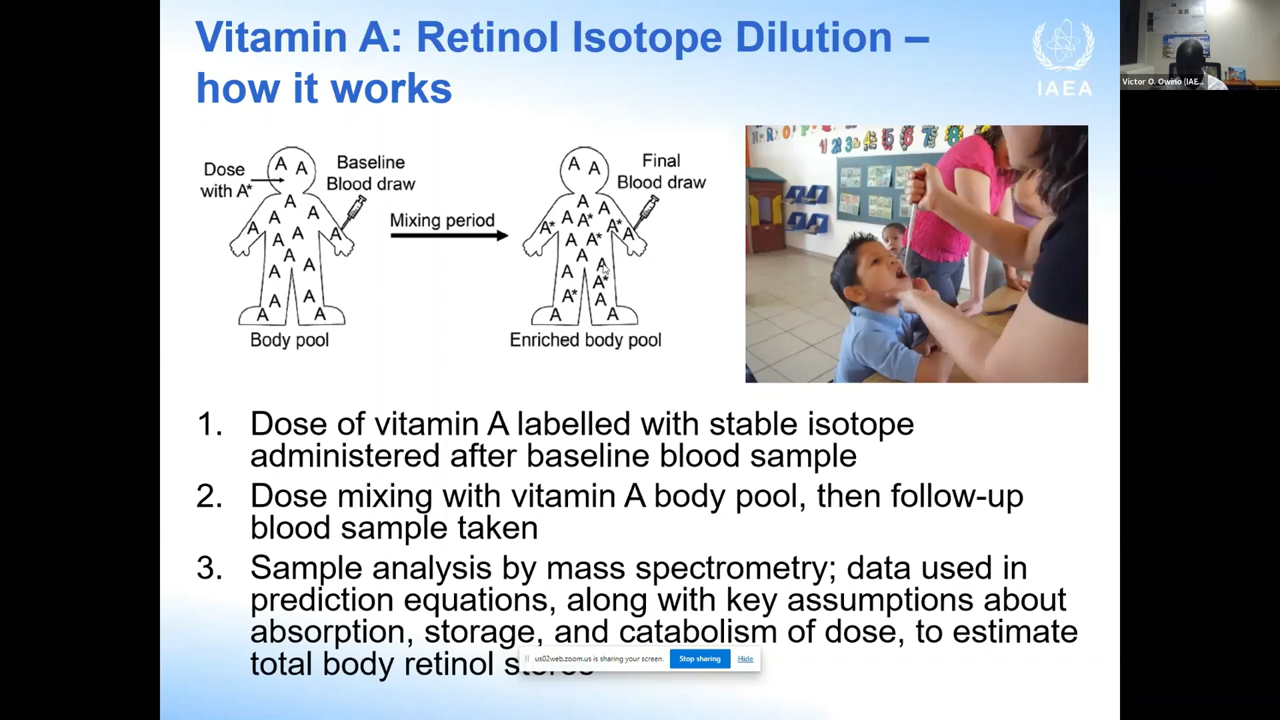 Vitamin A: Retinol Isotope Dilution –
how it works
IAEA
Victor O. Owino (IAE...
Dose
with A*
Baseline
Blood draw
A A
A
A
A
A
A
A
A
A
A
A
A
A
A
A
Body pool
Mixing period
Final
Blood draw
A A
A
A
A A*
A*
A*
A
A
A*
A
A
A
A*
A*
A
A
A
Enriched body pool
1. Dose of vitamin A labelled with stable isotope
administered after baseline blood sample
2. Dose mixing with vitamin A body pool, then follow-up
blood sample taken
3. Sample analysis by mass spectrometry; data used in
prediction equations, along with key assumptions about
absorption, storage, and catabolism of dose, to estimate
total body retinol stores
us02web.zoom.us is sharing your screen.
Stop sharing
Hide